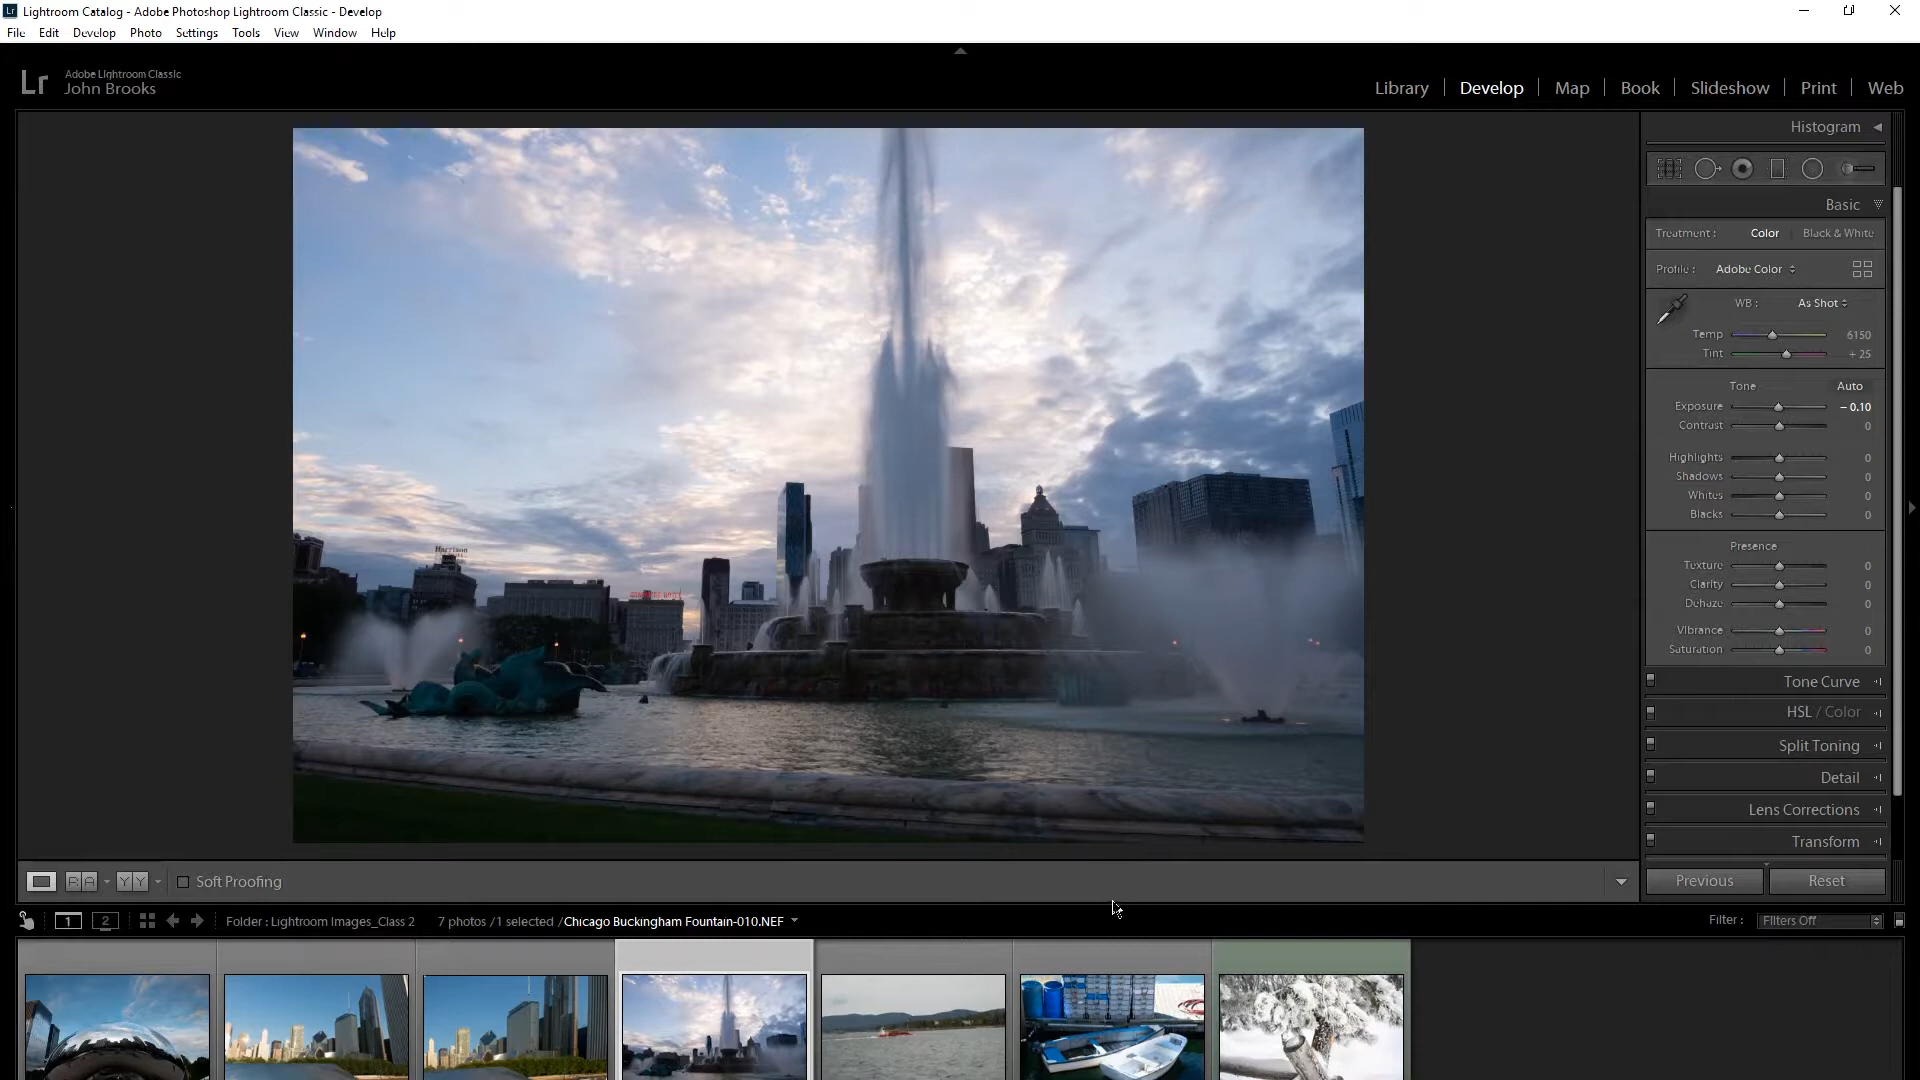 Lr Lightroom Catalog - Adobe Photoshop Lightroom Classic - Develop
File Edit Develop Photo Settings Tools View Window Help
Lr Adobe Lightroom Classic
John Brooks
Library Develop Map Book Slideshow Print Web
Histogram
Basic
Treatment : Color Black & White
Profile : Adobe Color
WB : As Shot
Temp 6150
Tint + 25
Tone Auto
Exposure – 0.10
Contrast 0
Highlights 0
Shadows 0
Whites 0
Blacks 0
Presence
Texture 0
Clarity 0
Dehaze 0
Vibrance 0
Saturation 0
Tone Curve
HSL / Color
Split Toning
Detail
Lens Corrections
Transform
Harrison
R A Y Y Soft Proofing
Previous Reset
1 2 Folder : Lightroom Images_Class 2 7 photos / 1 selected / Chicago Buckingham Fountain-010.NEF
Filter : Filters Off